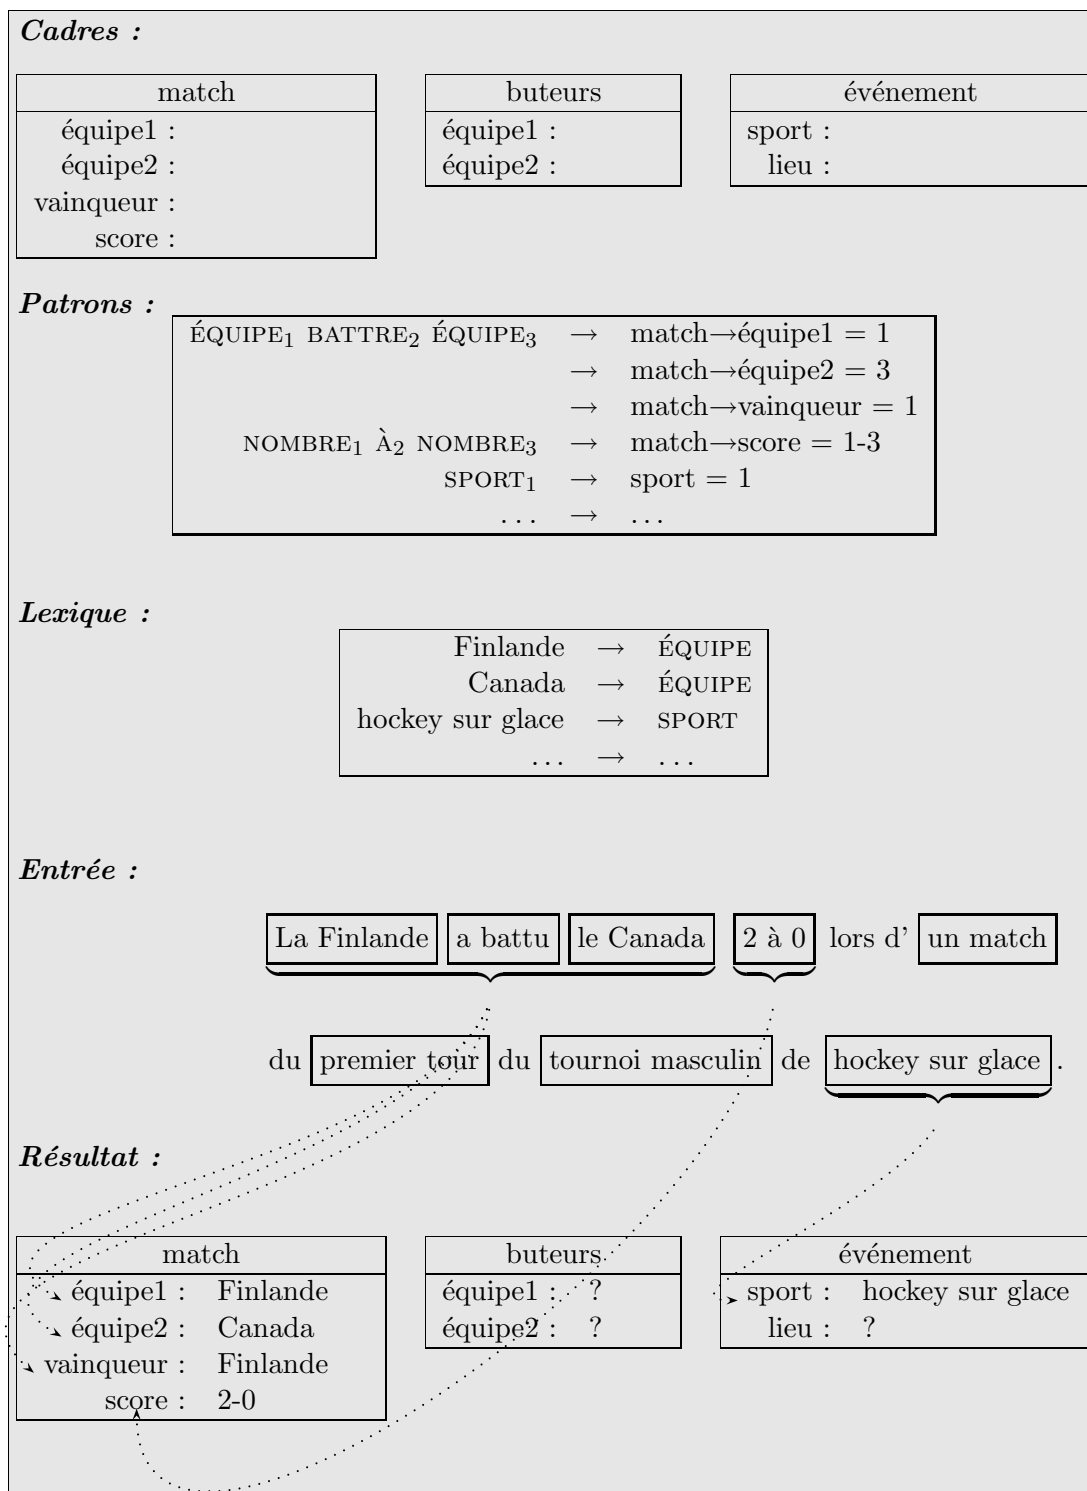 Cadres :
match buteurs événement
équipe1 : équipe1 : sport :
équipe2 : équipe2 : lieu :
vainqueur :
score :
Patrons :
ÉQUIPE1 BATTRE2 ÉQUIPE3 → match→équipe1 = 1
→ match→équipe2 = 3
→ match→vainqueur = 1
NOMBRE1 À2 NOMBRE3 → match→score = 1-3
SPORT1 → sport = 1
... → ...
Lexique :
Finlande → ÉQUIPE
Canada → ÉQUIPE
hockey sur glace → SPORT
... → ...
Entrée :
La Finlande a battu le Canada 2 à 0 lors d' un match
du premier tour du tournoi masculin de hockey sur glace .
Résultat :
match buteurs événement
équipe1 : Finlande équipe1 : ? sport : hockey sur glace
équipe2 : Canada équipe2 : ? lieu : ?
vainqueur : Finlande
score : 2-0